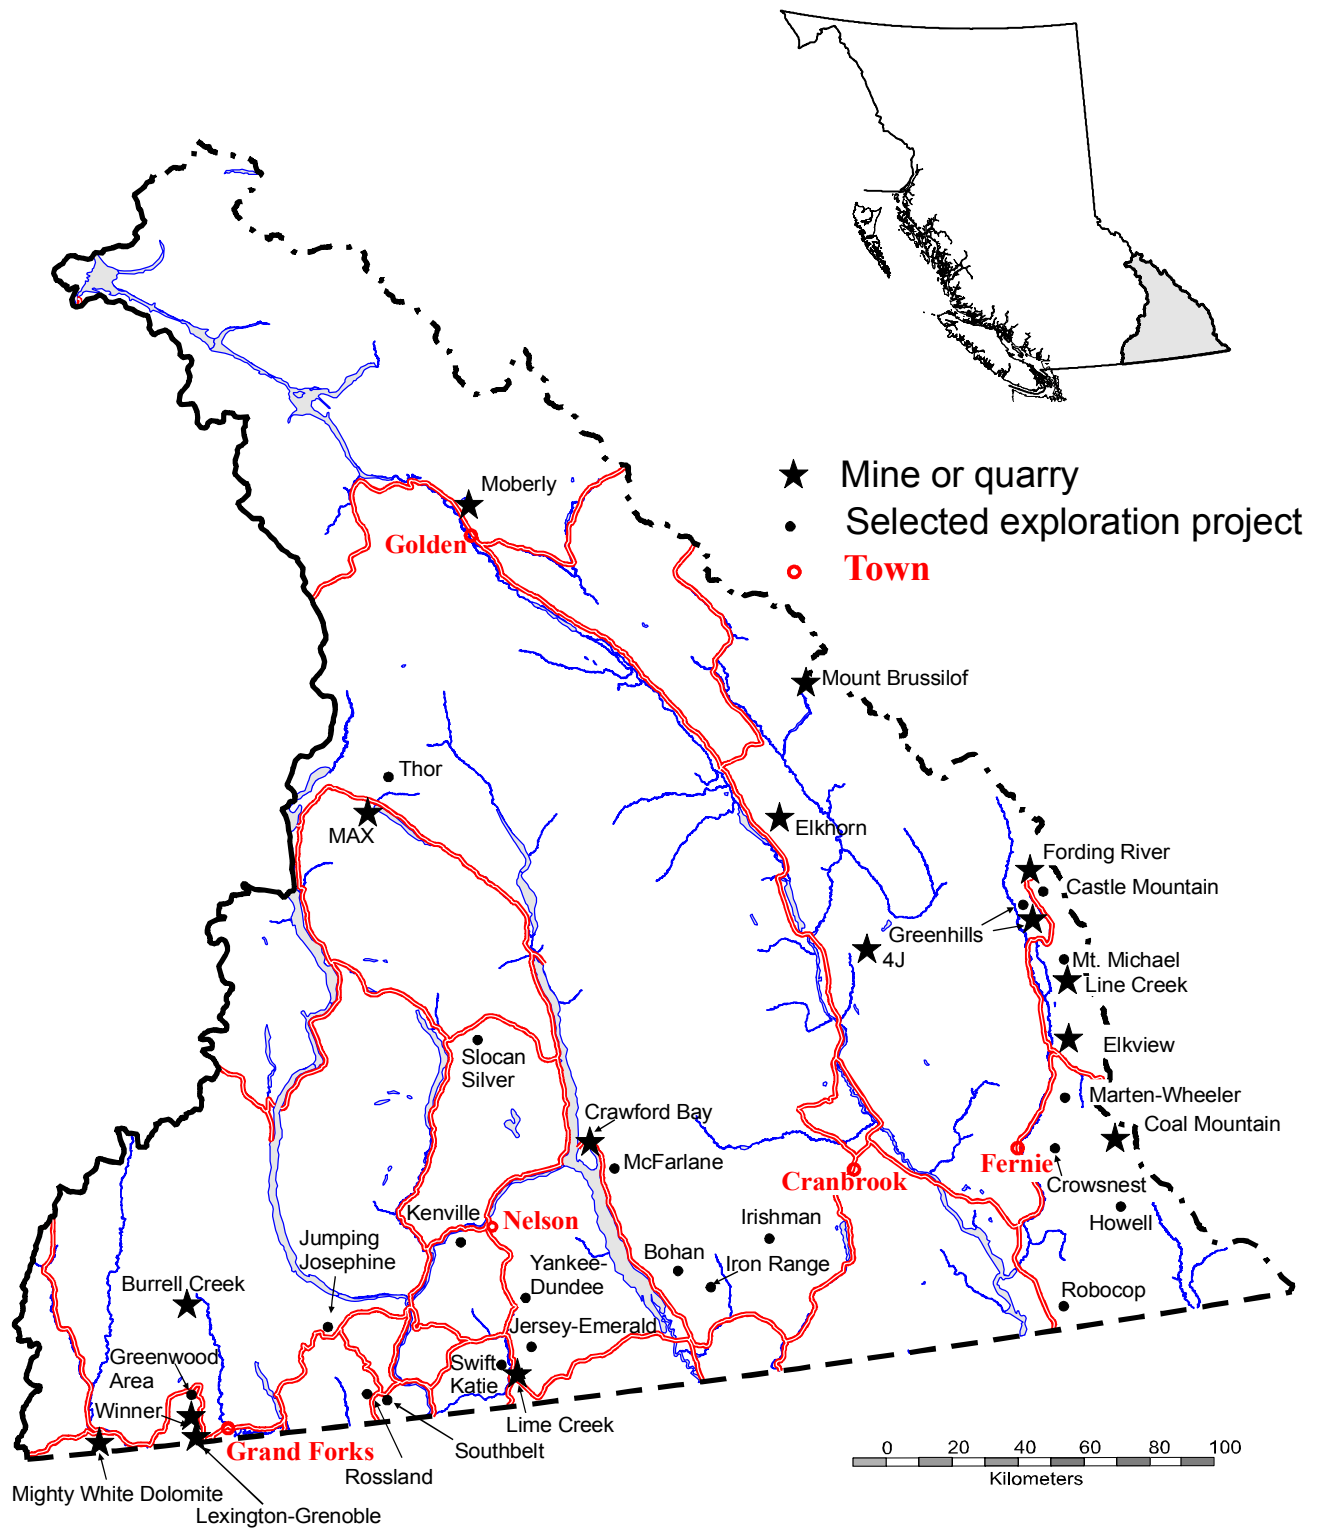 Moberly
Golden
Mine or quarry
Selected exploration project
Town
Mount Brussilof
Thor
MAX
Elkhorn
Fording River
Castle Mountain
Greenhills
4J
Mt. Michael
Line Creek
Slocan
Silver
Elkview
Marten-Wheeler
Crawford Bay
Coal Mountain
McFarlane
Cranbrook
Fernie
Crowsnest
Kenville
Nelson
Irishman
Howell
Jumping
Josephine
Yankee-
Dundee
Bohan
Iron Range
Burrell Creek
Robocop
Jersey-Emerald
Greenwood
Area
Swift
Katie
Winner
Lime Creek
Grand Forks
Southbelt
Rossland
Mighty White Dolomite
Lexington-Grenoble
0 20 40 60 80 100
Kilometers